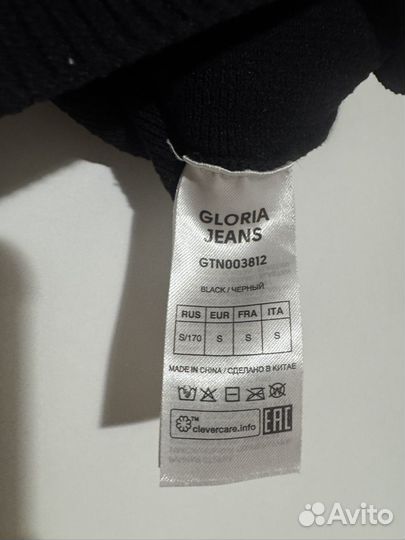 GLORIA
JEANS
GTN003812
BLACK / ЧЕРНЫЙ
RUS EUR FRA ITA
S/170 S S S
MADE IN CHINA / СДЕЛАНО В КИТАЕ
clevercare.info EAC
Avito